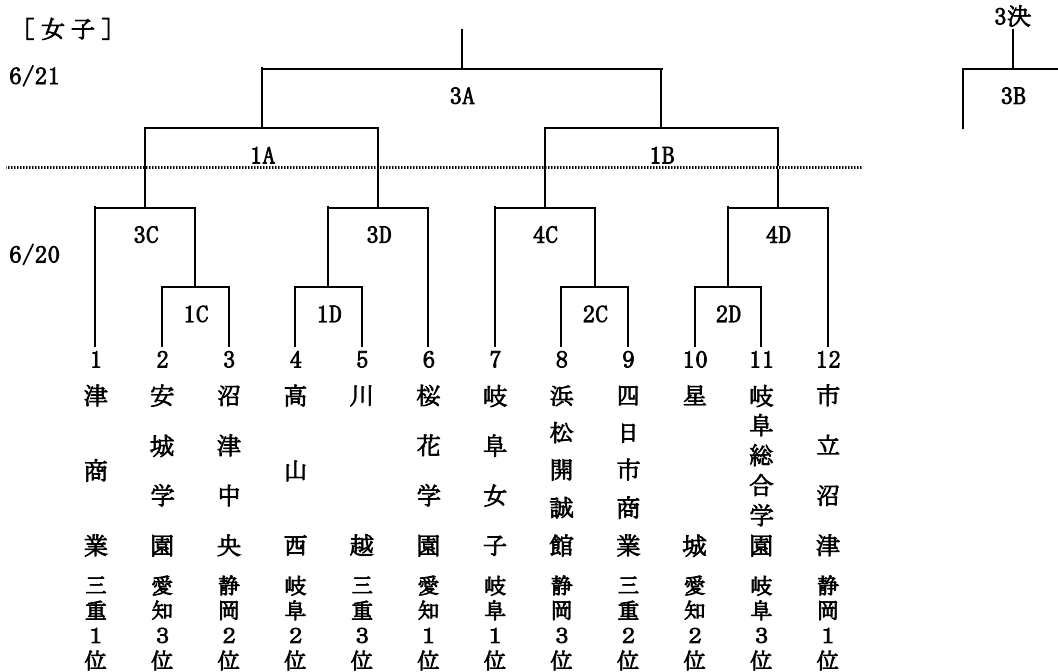 [女子]
3決
6/21
3A
3B
1A
1B
3C
3D
4C
4D
6/20
1C
1D
2C
2D
1
2
3
4
5
6
7
8
9
10
11
12
津商業
安城学園
沼津中央
高山西
川越
桜花学園
岐阜女子
浜松開誠館
四日市商業
星城
岐阜総合学園
市立沼津
三重1位
愛知3位
静岡2位
岐阜2位
三重3位
愛知1位
岐阜1位
静岡3位
三重2位
愛知2位
岐阜3位
静岡1位